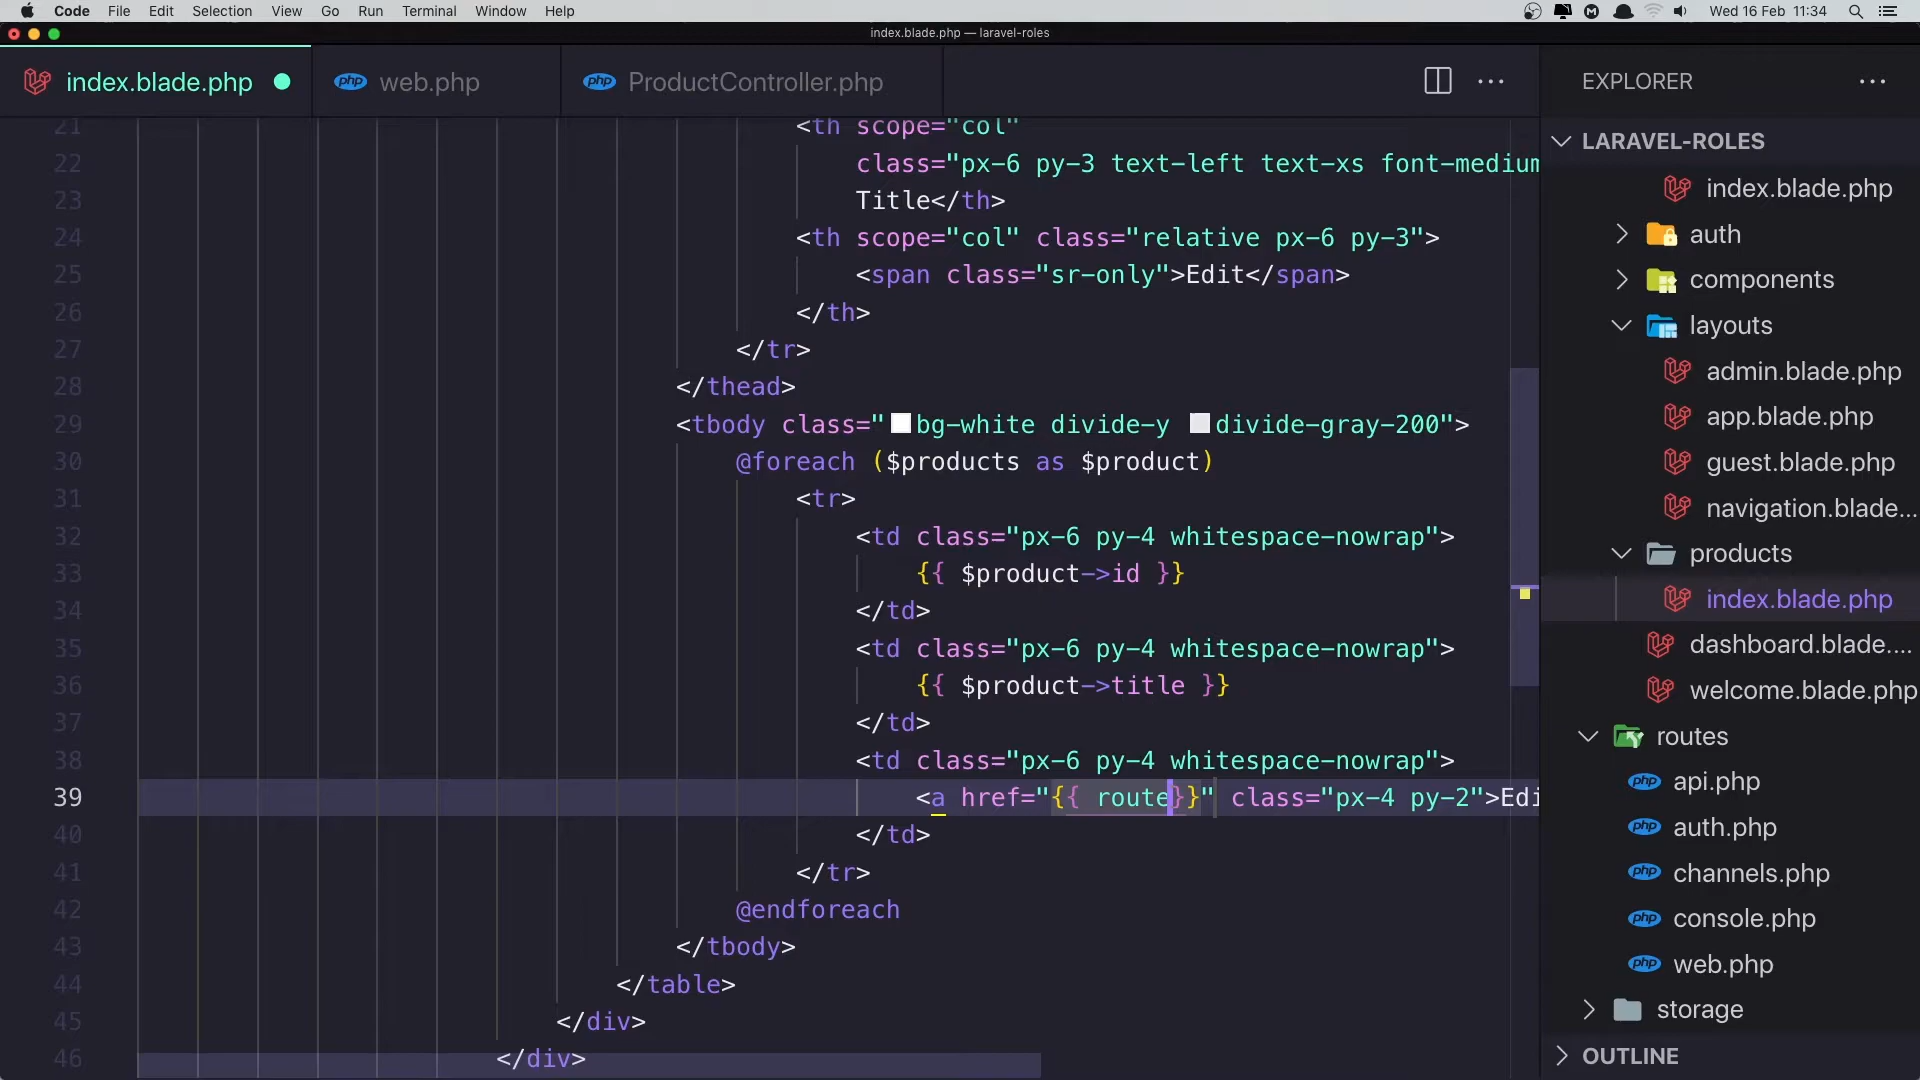 Code File Edit Selection View Go Run Terminal Window Help Wed 16 Feb 11:34
index.blade.php — laravel-roles
index.blade.php php web.php php ProductController.php
21 <th scope="col"
22 class="px-6 py-3 text-left text-xs font-medium
23 Title</th>
24 <th scope="col" class="relative px-6 py-3">
25 <span class="sr-only">Edit</span>
26 </th>
27 </tr>
28 </thead>
29 <tbody class="bg-white divide-y divide-gray-200">
30 @foreach ($products as $product)
31 <tr>
32 <td class="px-6 py-4 whitespace-nowrap">
33 {{ $product->id }}
34 </td>
35 <td class="px-6 py-4 whitespace-nowrap">
36 {{ $product->title }}
37 </td>
38 <td class="px-6 py-4 whitespace-nowrap">
39 <a href="{{ route}}" class="px-4 py-2">Edi
40 </td>
41 </tr>
42 @endforeach
43 </tbody>
44 </table>
45 </div>
46 </div>
EXPLORER
LARAVEL-ROLES
index.blade.php
auth
components
layouts
admin.blade.php
app.blade.php
guest.blade.php
navigation.blade...
products
index.blade.php
dashboard.blade....
welcome.blade.php
routes
php api.php
php auth.php
php channels.php
php console.php
php web.php
storage
OUTLINE